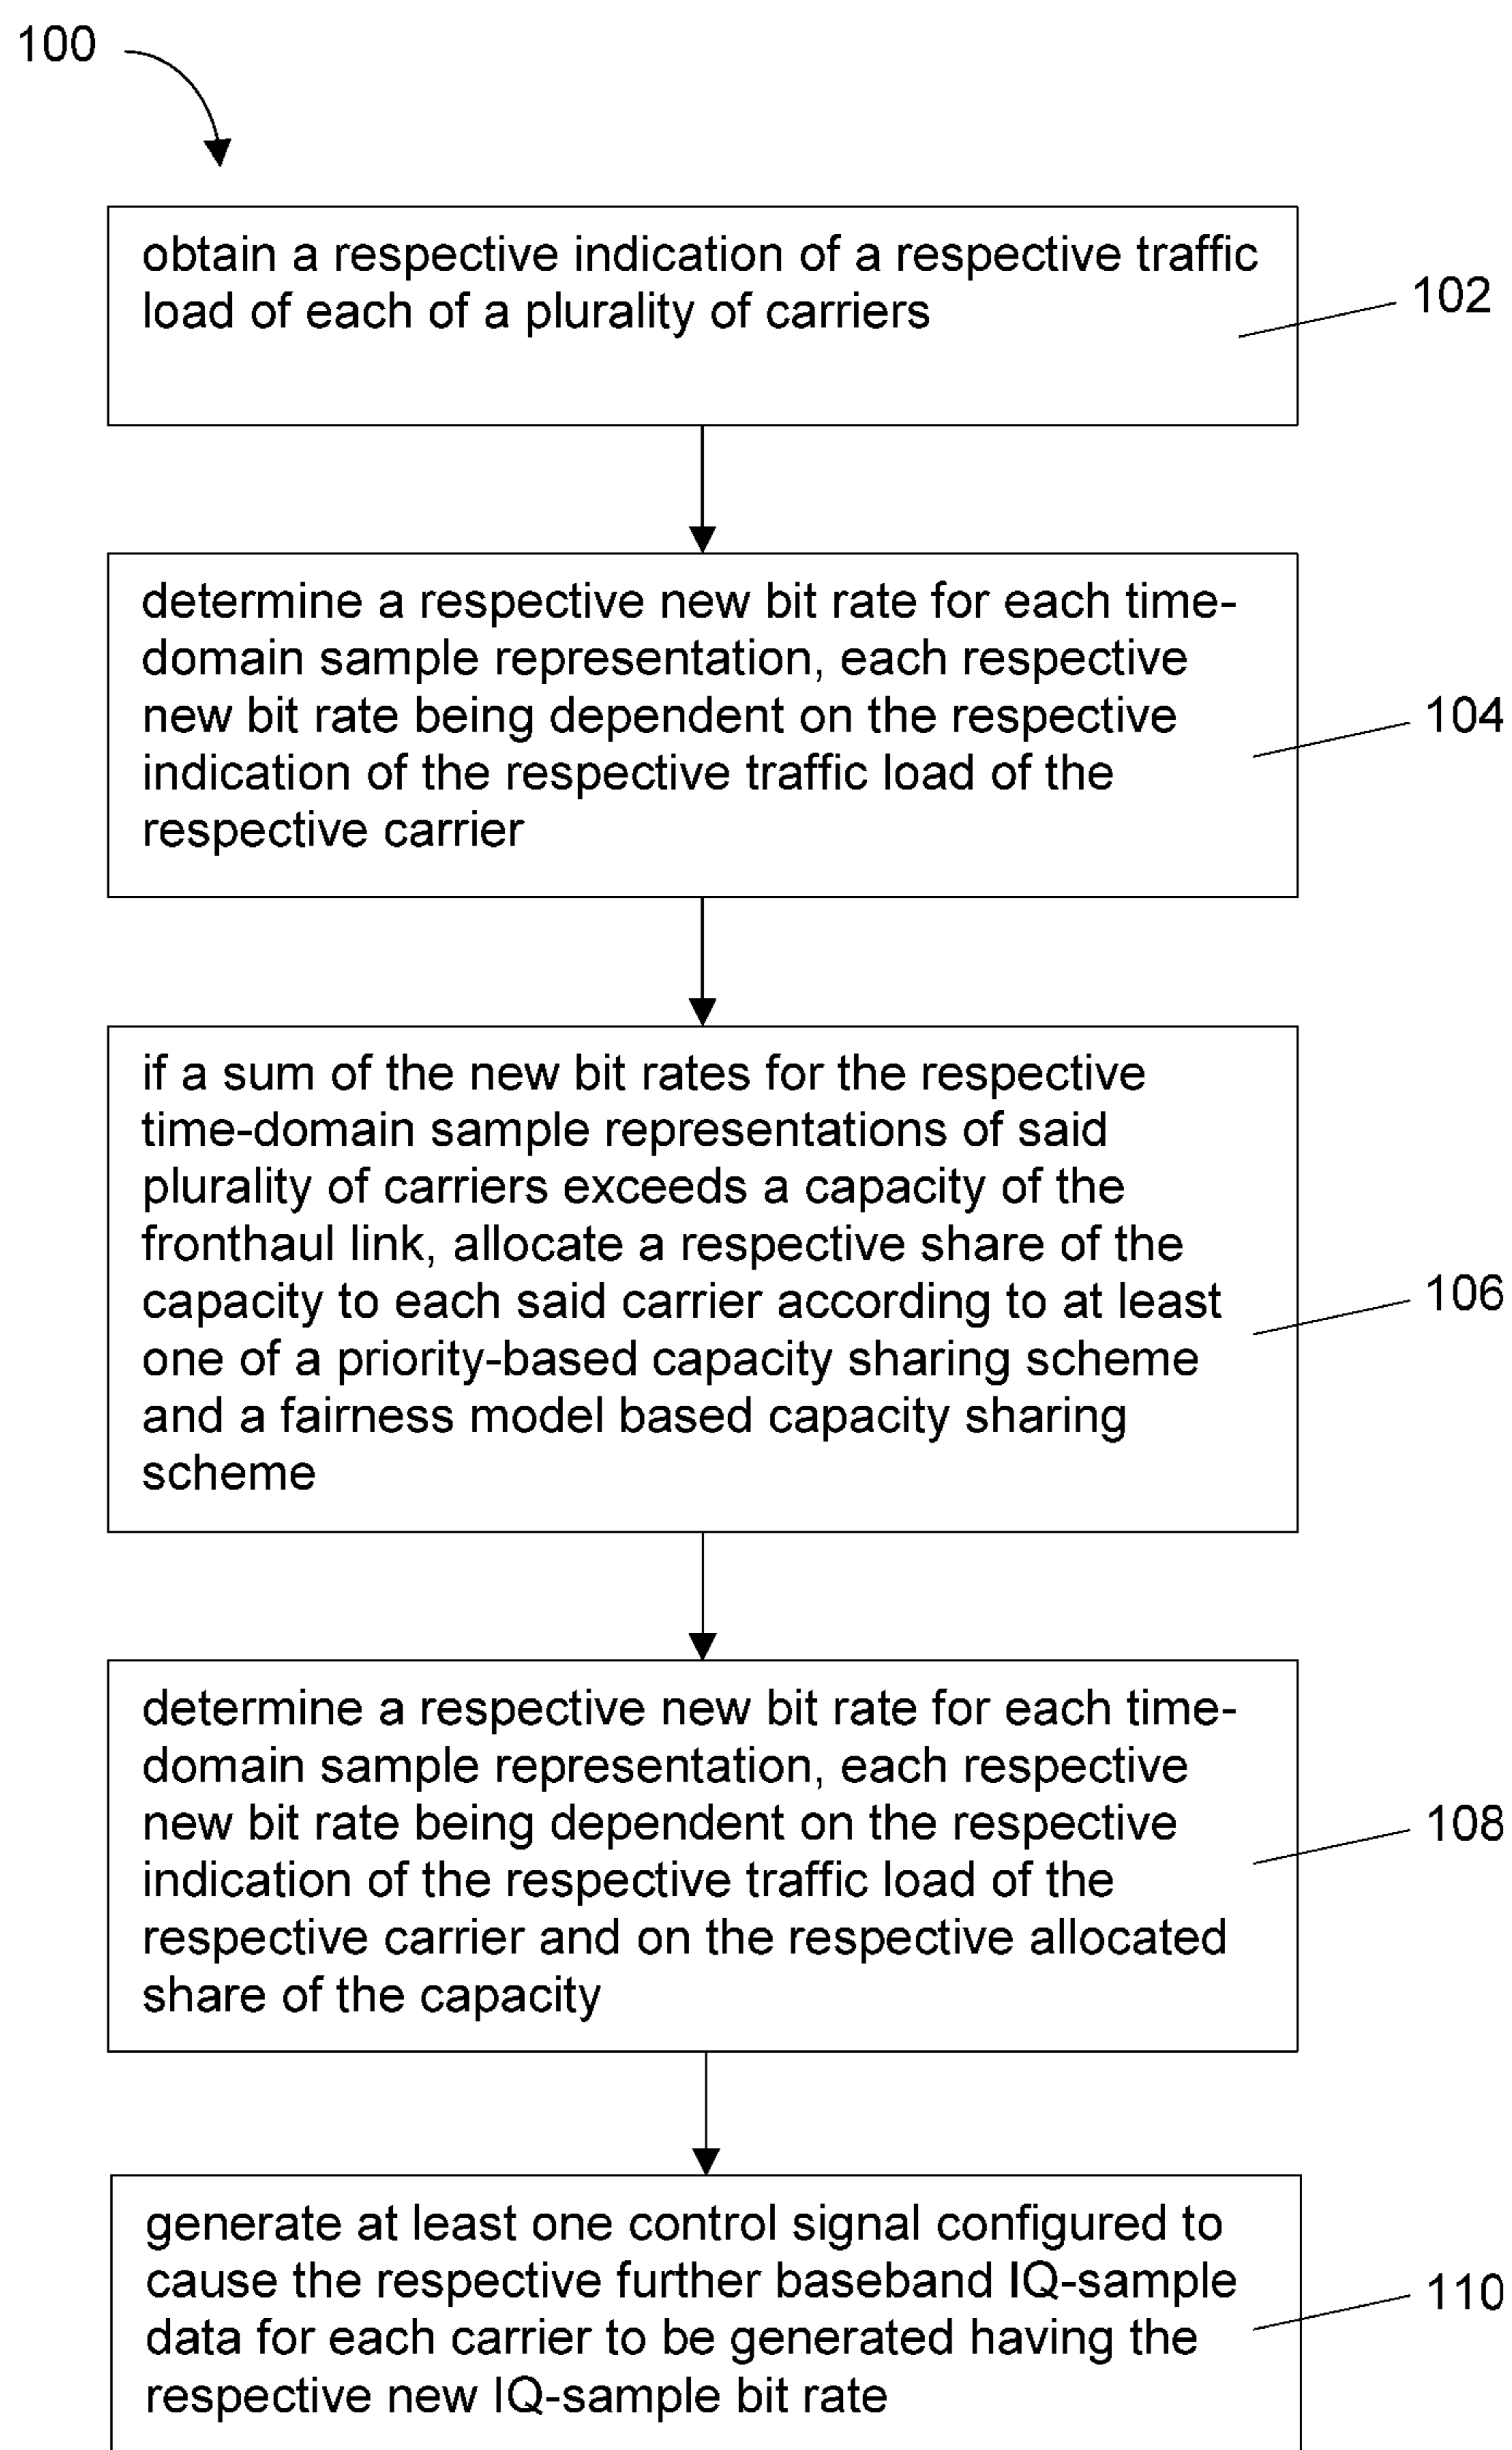 100
obtain a respective indication of a respective traffic
load of each of a plurality of carriers
102
determine a respective new bit rate for each time-
domain sample representation, each respective
new bit rate being dependent on the respective
indication of the respective traffic load of the
respective carrier
104
if a sum of the new bit rates for the respective
time-domain sample representations of said
plurality of carriers exceeds a capacity of the
fronthaul link, allocate a respective share of the
capacity to each said carrier according to at least
one of a priority-based capacity sharing scheme
and a fairness model based capacity sharing
scheme
106
determine a respective new bit rate for each time-
domain sample representation, each respective
new bit rate being dependent on the respective
indication of the respective traffic load of the
respective carrier and on the respective allocated
share of the capacity
108
generate at least one control signal configured to
cause the respective further baseband IQ-sample
data for each carrier to be generated having the
respective new IQ-sample bit rate
110